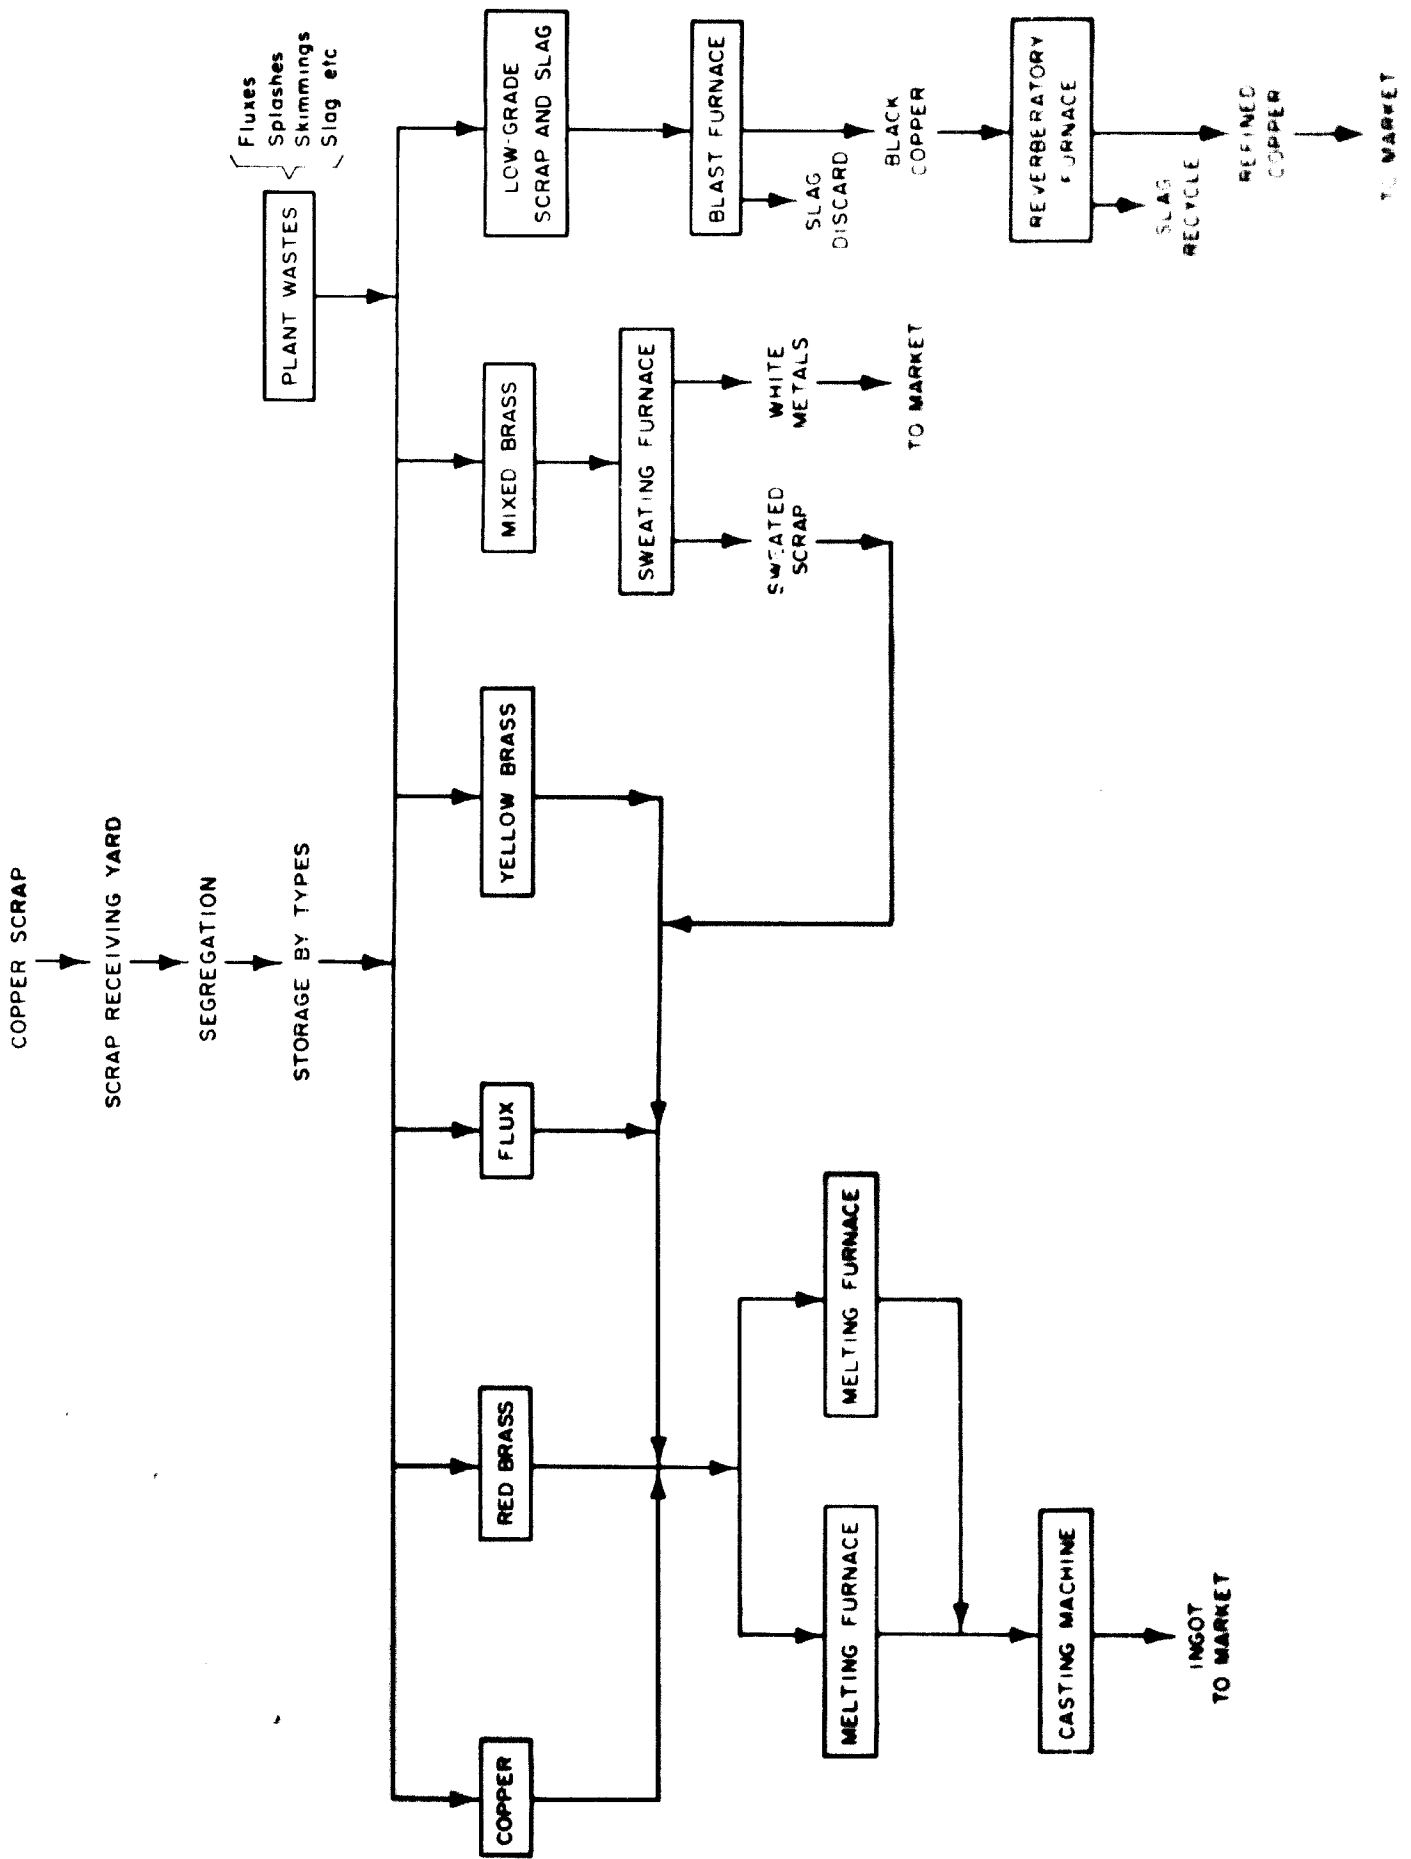 COPPER SCRAP
SCRAP RECEIVING YARD
SEGREGATION
STORAGE BY TYPES
PLANT WASTES
Fluxes
Splashes
Skimmings
Slag etc
COPPER
RED BRASS
FLUX
YELLOW BRASS
MIXED BRASS
LOW-GRADE
SCRAP AND SLAG
SWEATING FURNACE
BLAST FURNACE
SWEATED
SCRAP
WHITE
METALS
TO MARKET
SLAG
DISCARD
BLACK
COPPER
REVERBERATORY
FURNACE
SLAG
RECYCLE
REFINED
COPPER
TO MARKET
MELTING FURNACE
MELTING FURNACE
CASTING MACHINE
INGOT
TO MARKET